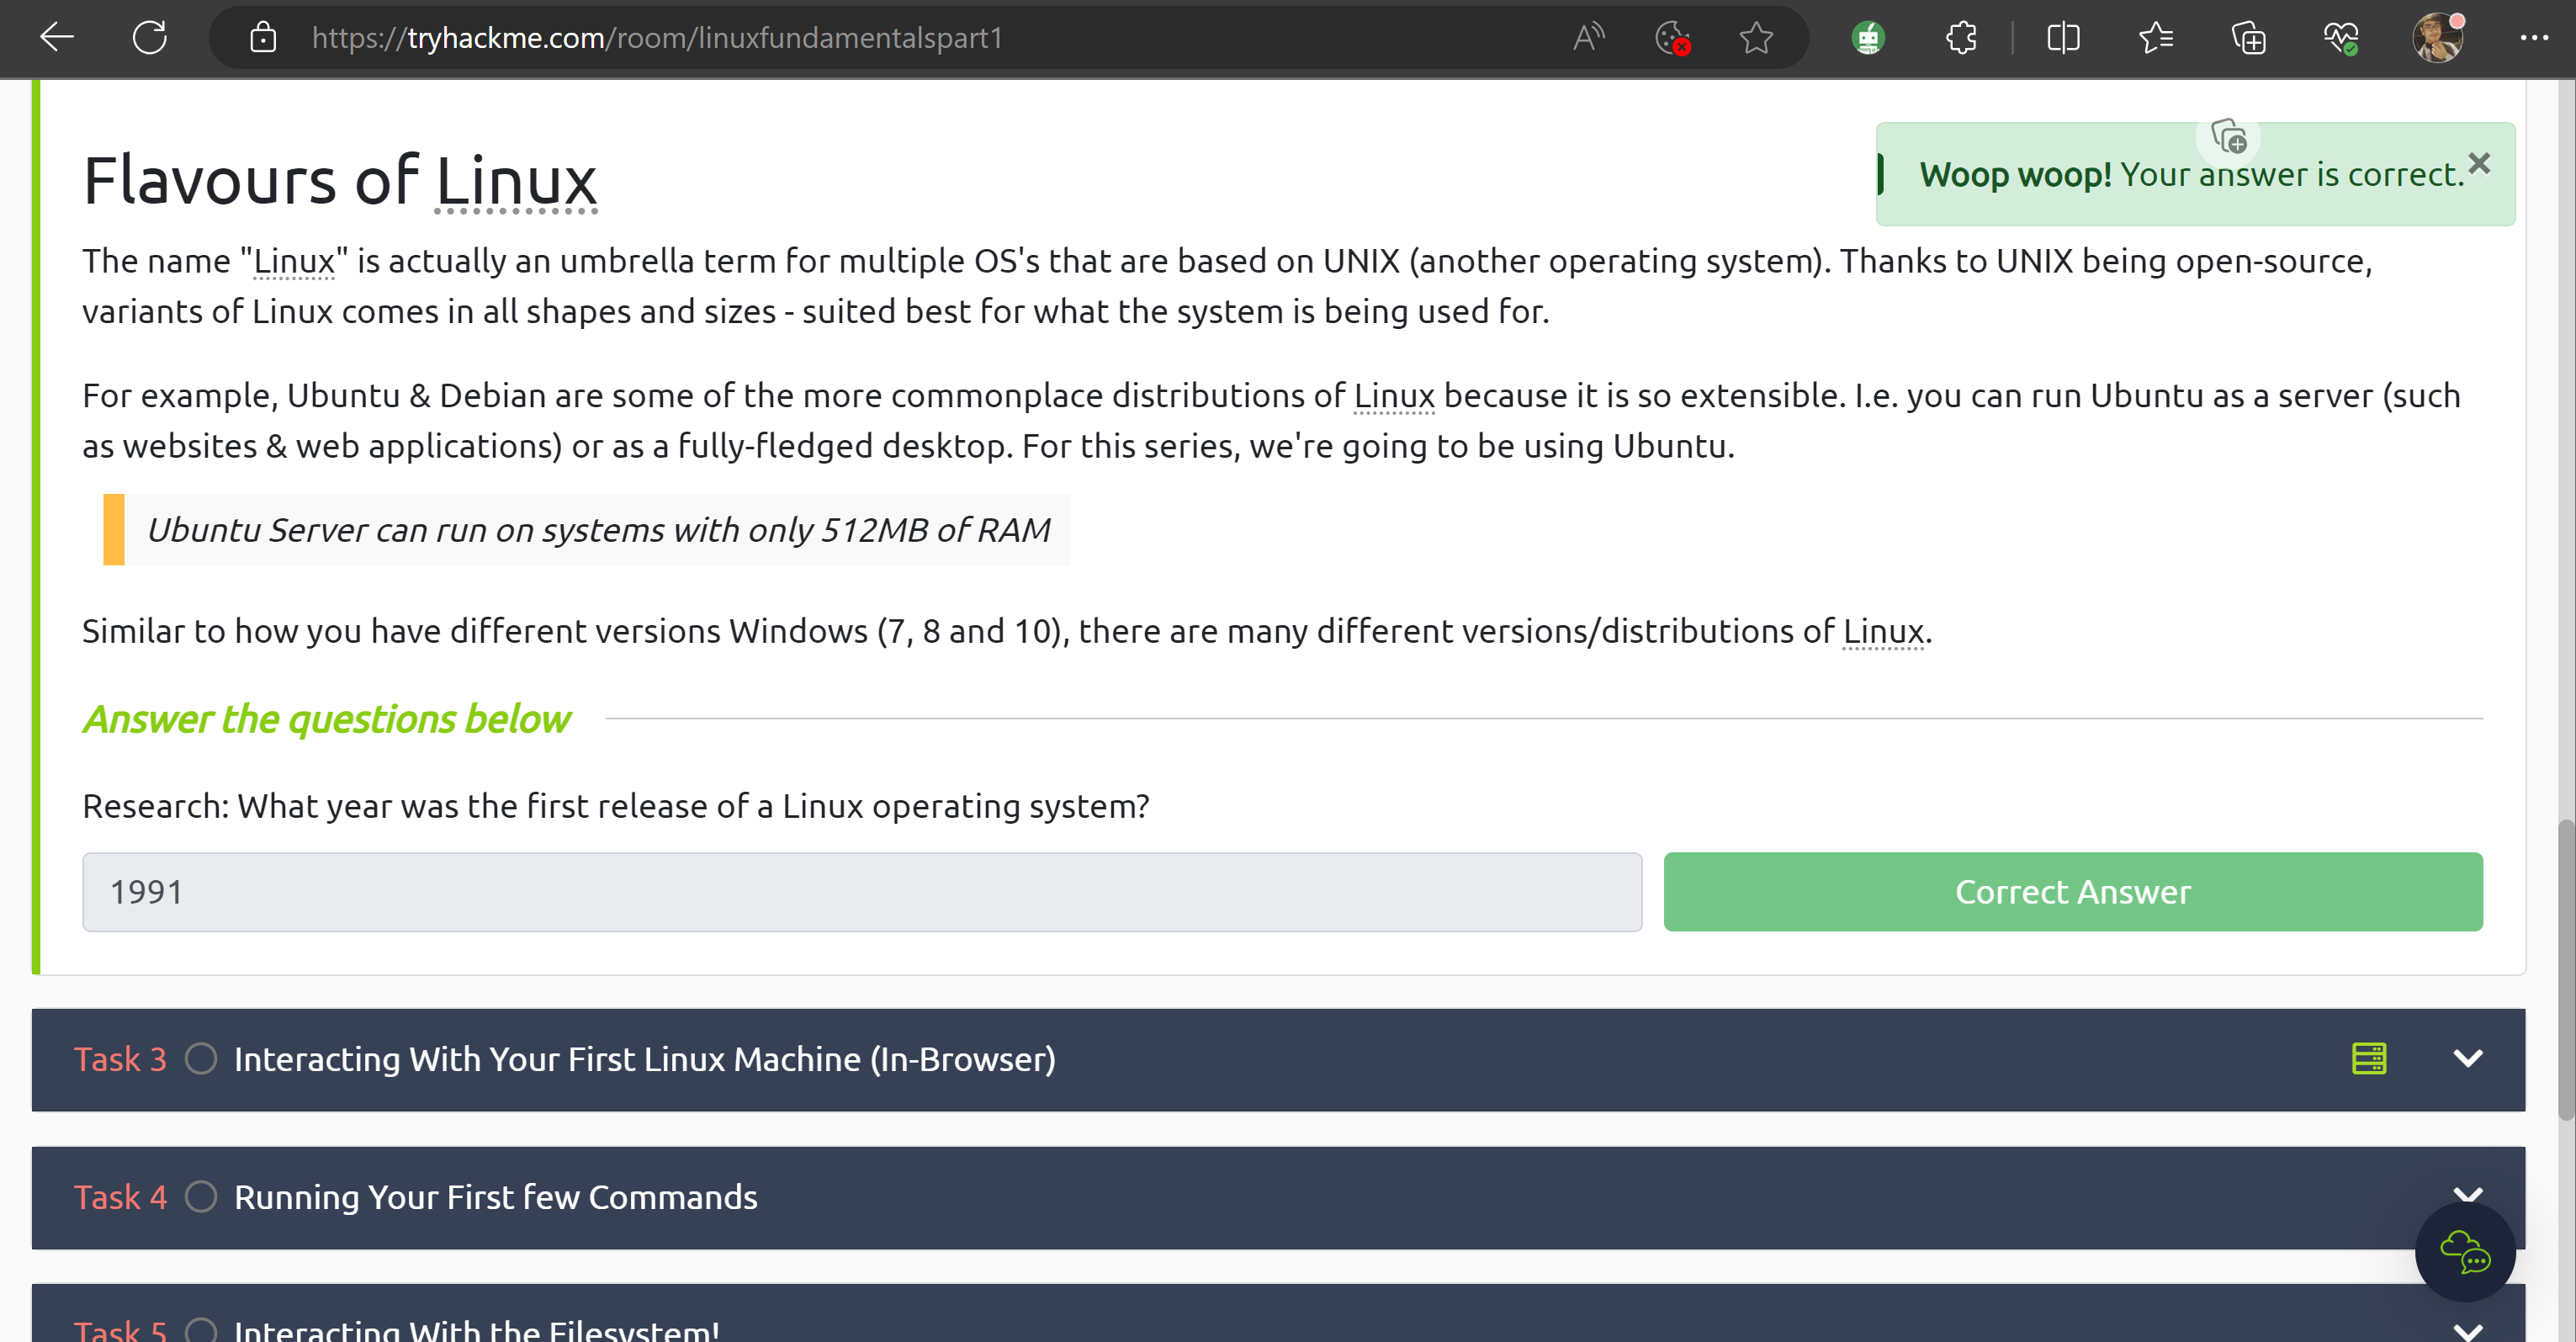 https://tryhackme.com/room/linuxfundamentalspart1
Flavours of Linux
Woop woop! Your answer is correct.
The name "Linux" is actually an umbrella term for multiple OS's that are based on UNIX (another operating system). Thanks to UNIX being open-source,
variants of Linux comes in all shapes and sizes - suited best for what the system is being used for.
For example, Ubuntu & Debian are some of the more commonplace distributions of Linux because it is so extensible. I.e. you can run Ubuntu as a server (such
as websites & web applications) or as a fully-fledged desktop. For this series, we're going to be using Ubuntu.
Ubuntu Server can run on systems with only 512MB of RAM
Similar to how you have different versions Windows (7, 8 and 10), there are many different versions/distributions of Linux.
Answer the questions below
Research: What year was the first release of a Linux operating system?
1991
Correct Answer
Task 3 Interacting With Your First Linux Machine (In-Browser)
Task 4 Running Your First few Commands
Task 5 Interacting With the Filesystem!